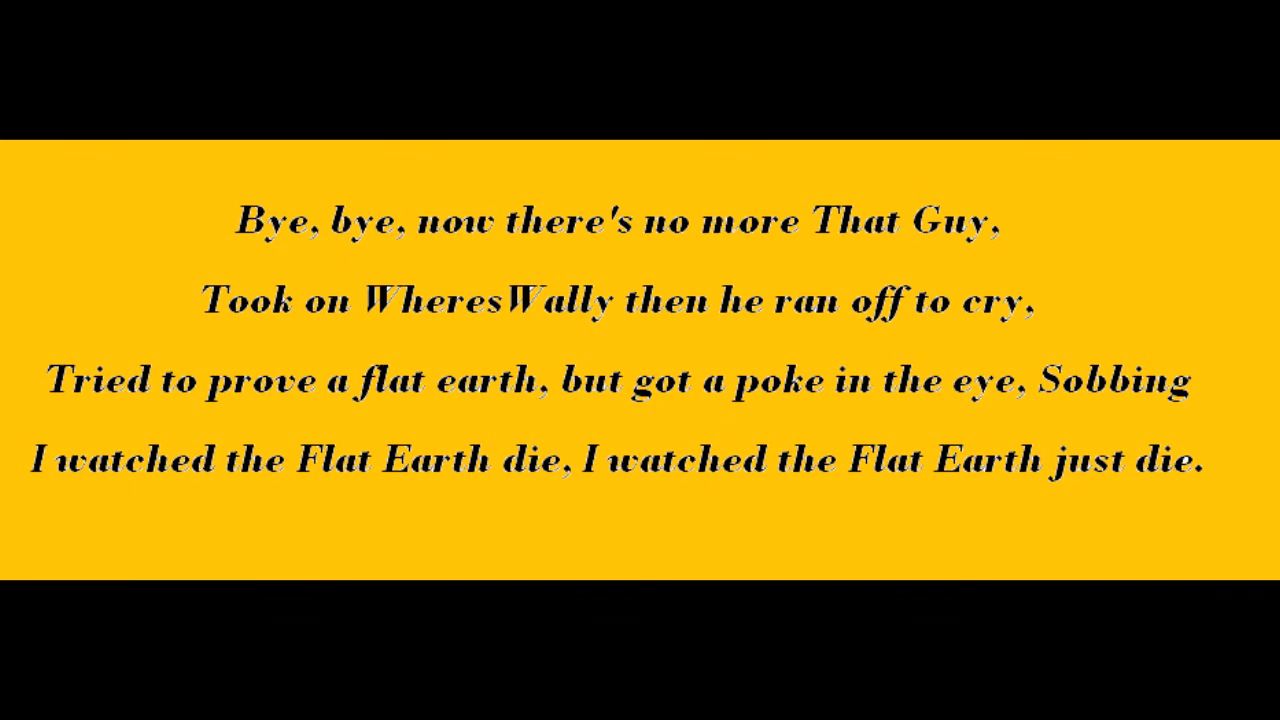 Bye, bye, now there's no more That Guy,
Took on WheresWally then he ran off to cry,
Tried to prove a flat earth, but got a poke in the eye, Sobbing
I watched the Flat Earth die, I watched the Flat Earth just die.